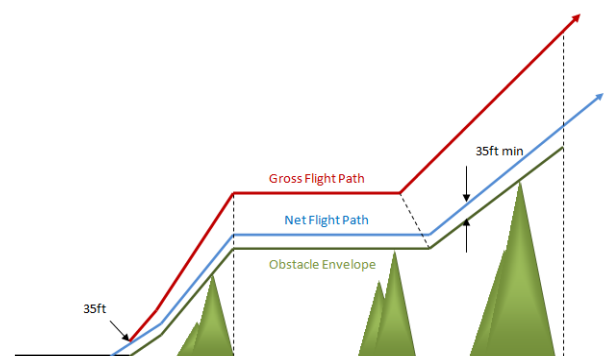 35ft min
Gross Flight Path
Net Flight Path
Obstacle Envelope
35ft